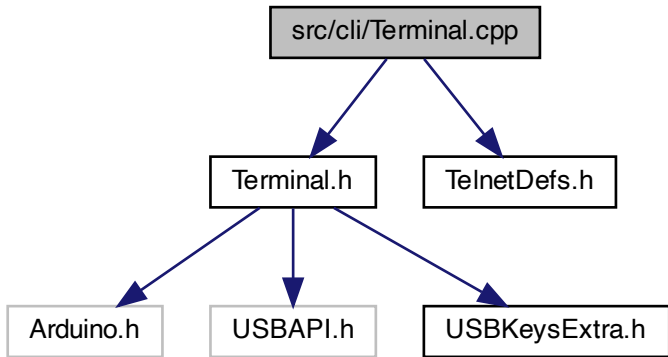 src/cli/Terminal.cpp
Terminal.h
TelnetDefs.h
Arduino.h
USBAPI.h
USBKeysExtra.h